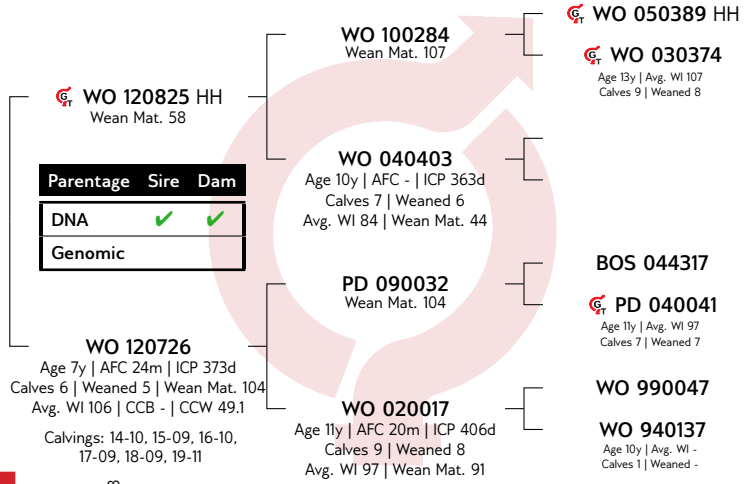 WO 050389 HH
WO 100284
Wean Mat. 107
GT WO 030374
Age 13y | Avg. WI 107
Calves 9 | Weaned 8
GT WO 120825 HH
Wean Mat. 58
WO 040403
Age 10y | AFC - | ICP 363d
Calves 7 | Weaned 6
Avg. WI 84 | Wean Mat. 44
Parentage Sire Dam
DNA ✔ ✔
Genomic
PD 090032
Wean Mat. 104
BOS 044317
GT PD 040041
Age 11y | Avg. WI 97
Calves 7 | Weaned 7
WO 120726
Age 7y | AFC 24m | ICP 373d
Calves 6 | Weaned 5 | Wean Mat. 104
Avg. WI 106 | CCB - | CCW 49.1
Calvings: 14-10, 15-09, 16-10,
17-09, 18-09, 19-11
WO 020017
Age 11y | AFC 20m | ICP 406d
Calves 9 | Weaned 8
Avg. WI 97 | Wean Mat. 91
WO 990047
WO 940137
Age 10y | Avg. WI -
Calves 1 | Weaned -